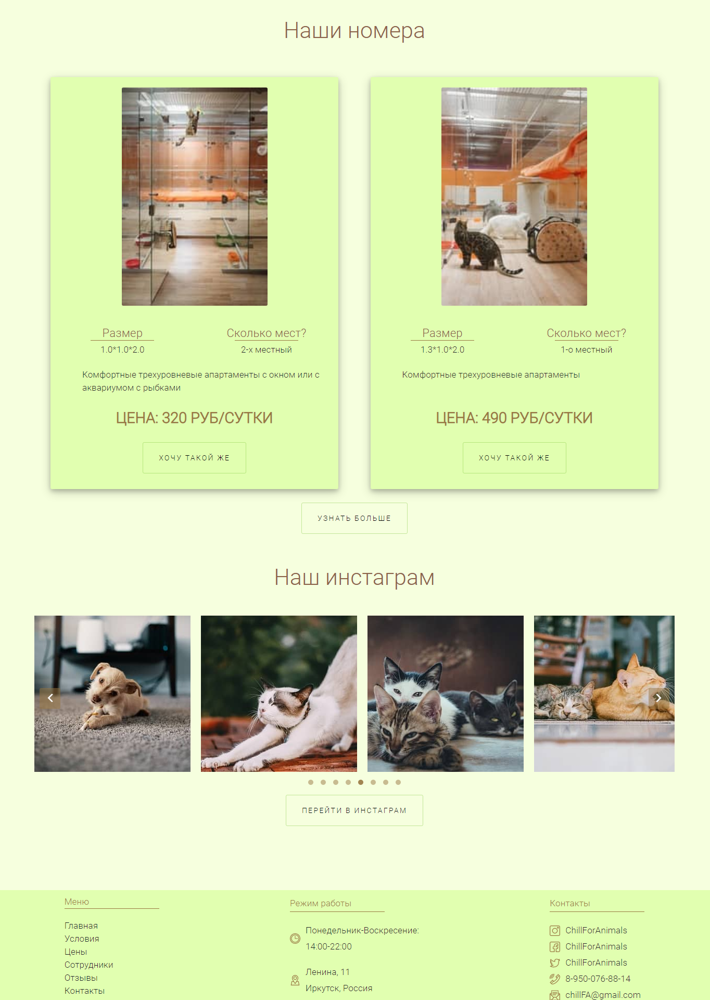 Наши номера
Размер
Сколько мест?
1.0*1.0*2.0
2-х местный
Комфортные трехуровневые апартаменты с окном или с
аквариумом с рыбками
ЦЕНА: 320 РУБ/СУТКИ
ХОЧУ ТАКОЙ ЖЕ
Размер
Сколько мест?
1.3*1.0*2.0
1-о местный
Комфортные трехуровневые апартаменты
ЦЕНА: 490 РУБ/СУТКИ
ХОЧУ ТАКОЙ ЖЕ
УЗНАТЬ БОЛЬШЕ
Наш инстаграм
ПЕРЕЙТИ В ИНСТАГРАМ
Меню
Главная
Условия
Цены
Сотрудники
Отзывы
Контакты
Режим работы
Понедельник-Воскресение:
14:00-22:00
Ленина, 11
Иркутск, Россия
Контакты
ChillForAnimals
ChillForAnimals
ChillForAnimals
8-950-076-88-14
chillFA@gmail.com